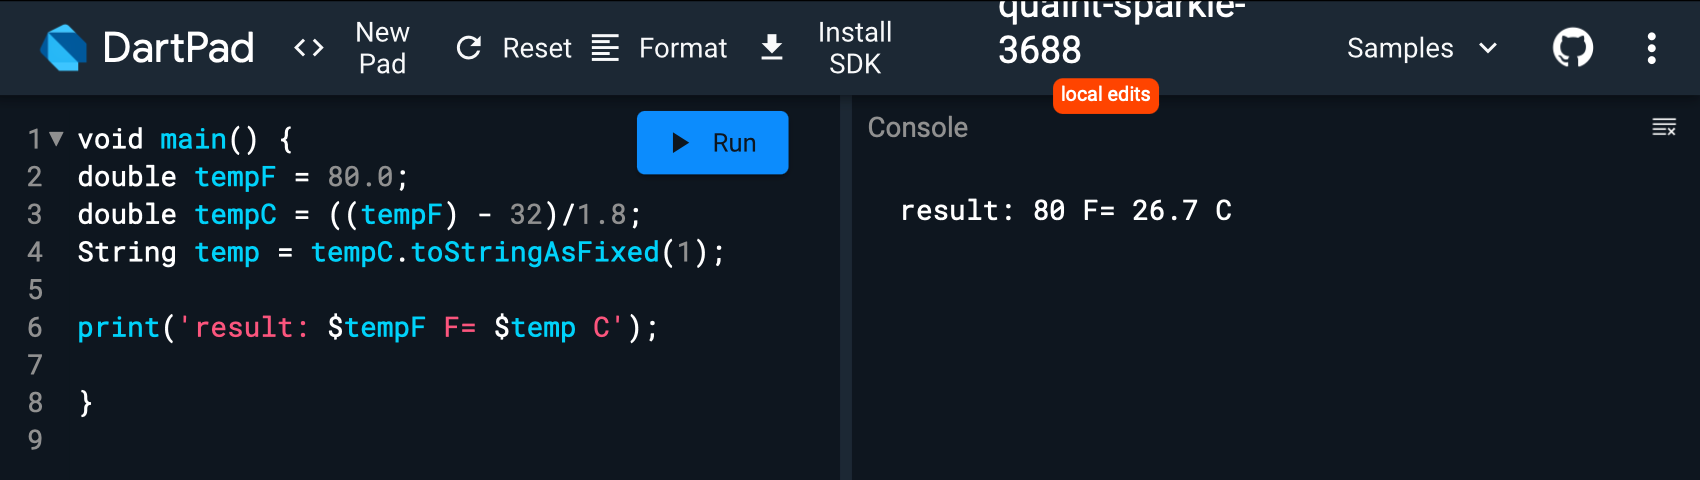 DartPad
<> New Pad
Reset
Format
Install SDK
quaint-sparkle-3688
local edits
Samples
Run
Console
1 void main() {
2 double tempF = 80.0;
3 double tempC = ((tempF) - 32)/1.8;
4 String temp = tempC.toStringAsFixed(1);
5
6 print('result: $tempF F= $temp C');
7
8 }
9
result: 80 F= 26.7 C